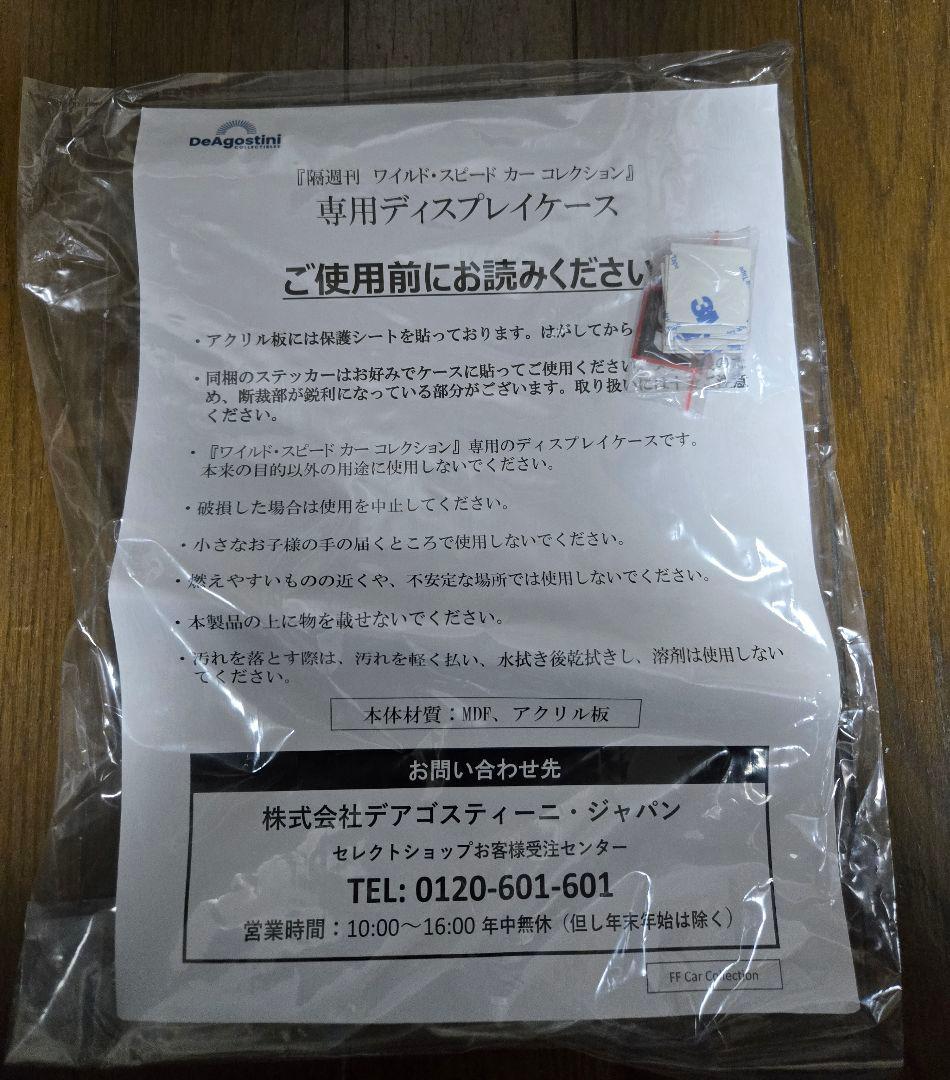 DeAgostini
COLLECTIBLES
『隔週刊 ワイルド・スピード カー コレクション』
専用ディスプレイケース
ご使用前にお読みください
・アクリル板には保護シートを貼っております。はがしてから
・同梱のステッカーはお好みでケースに貼ってご使用くださ
め、断裁部が鋭利になっている部分がございます。取り扱い
ください。
・『ワイルド・スピード カー コレクション』専用のディスプレイケースです。
本来の目的以外の用途に使用しないでください。
・破損した場合は使用を中止してください。
・小さなお子様の手の届くところで使用しないでください。
・燃えやすいものの近くや、不安定な場所では使用しないでください。
・本製品の上に物を載せないでください。
・汚れを落とす際は、汚れを軽く払い、水拭き後乾拭きし、溶剤は使用しない
でください。
本体材質：MDF、アクリル板
お問い合わせ先
株式会社デアゴスティーニ・ジャパン
セレクトショップお客様受注センター
TEL: 0120-601-601
営業時間：10:00～16:00 年中無休（但し年末年始は除く）
FF Car Collection